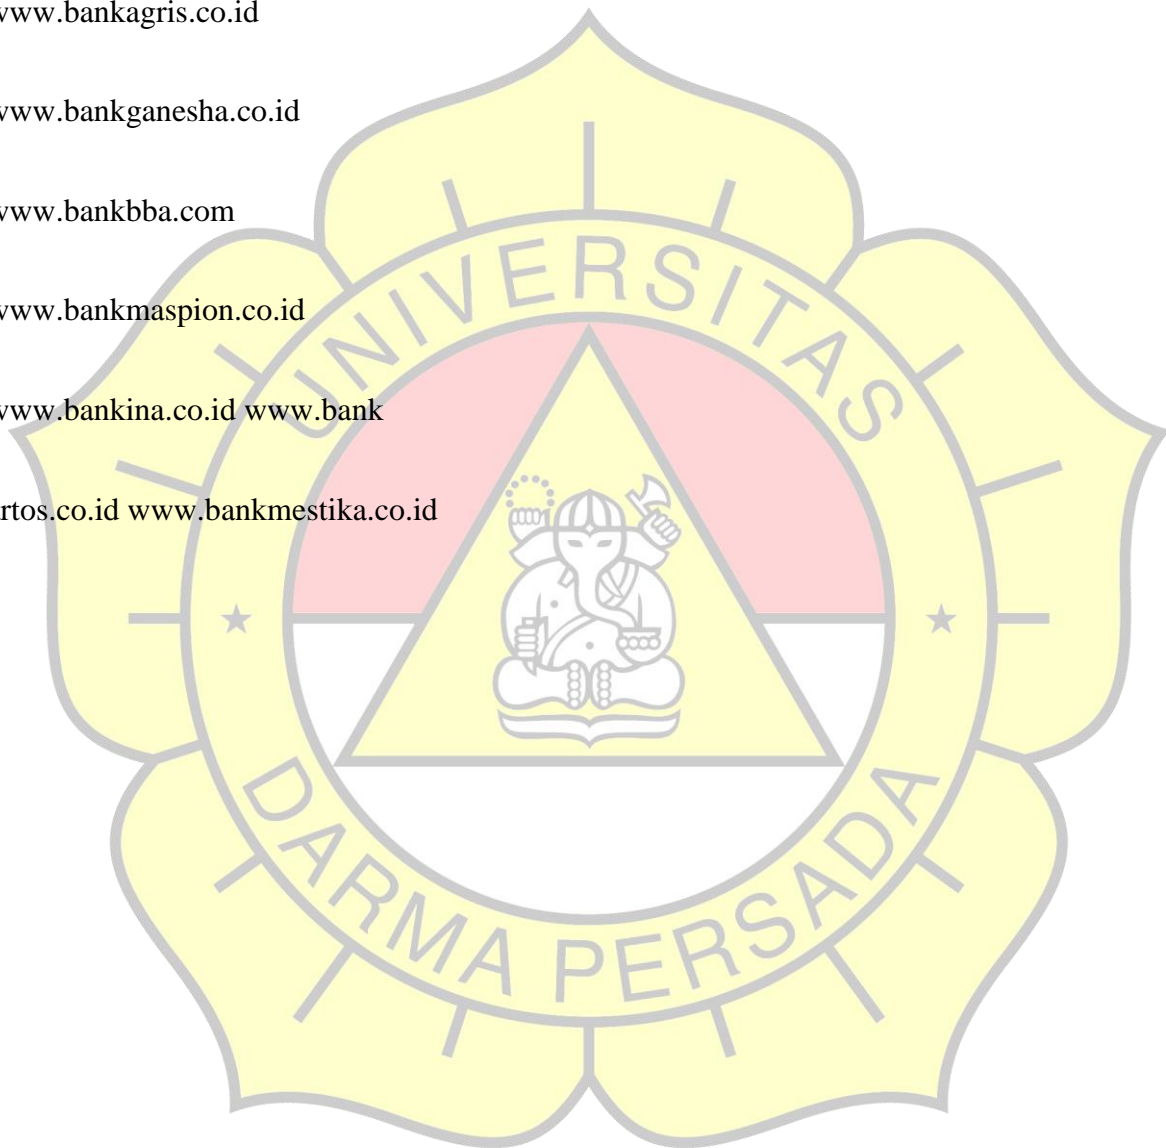 www.bankagris.co.id
www.bankganesha.co.id
www.bankbba.com
www.bankmaspion.co.id
www.bankina.co.id www.bank
rtos.co.id www.bankmestika.co.id
UNIVERSITAS
DARMA PERSADA